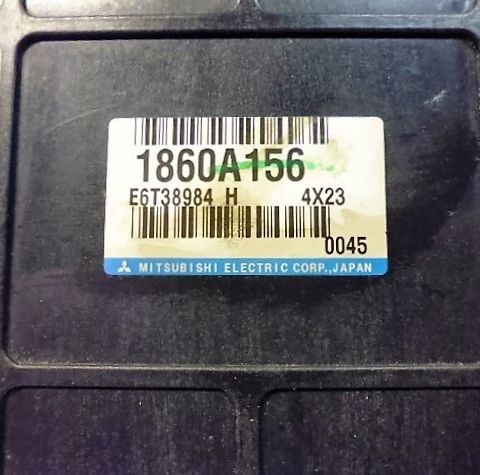 1860A156
E6T38984 H 4X23
0045
MITSUBISHI ELECTRIC CORP.,JAPAN